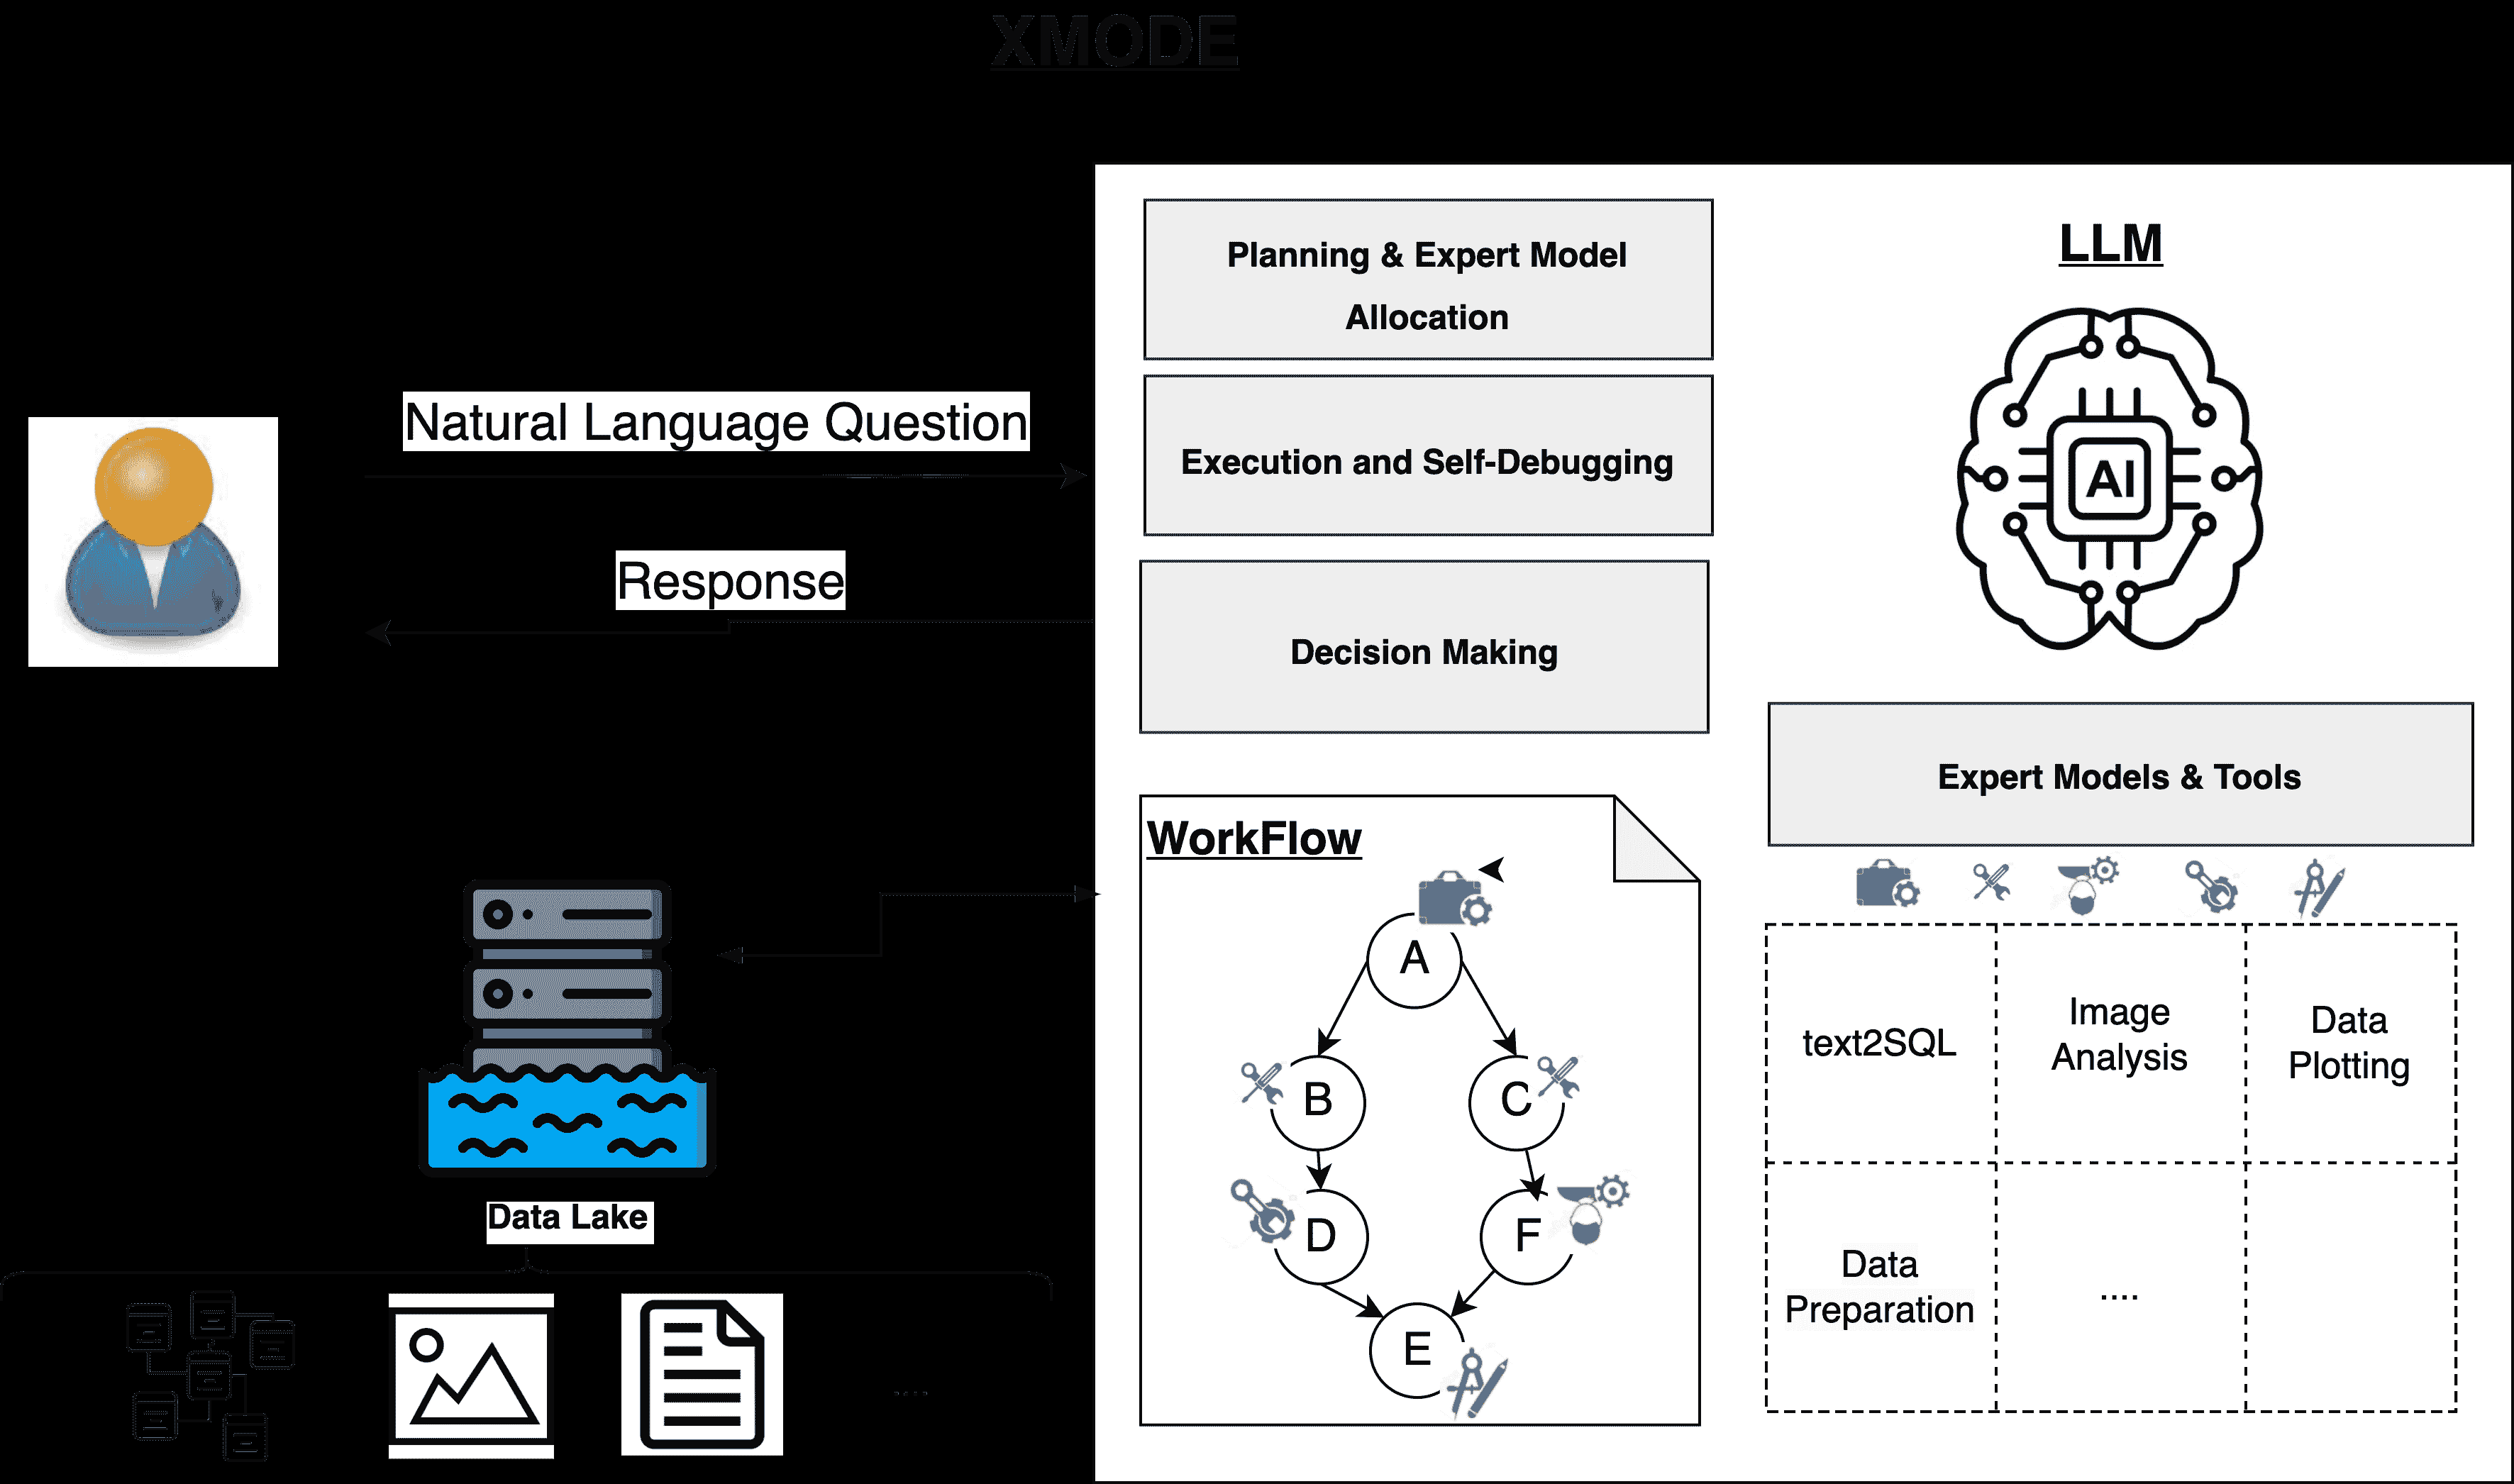 XMODE
Planning & Expert Model
Allocation
LLM
AI
Natural Language Question
Execution and Self-Debugging
Response
Decision Making
Expert Models & Tools
WorkFlow
A
B
C
D
F
E
text2SQL
Image
Analysis
Data
Plotting
Data
Preparation
....
Data Lake
....